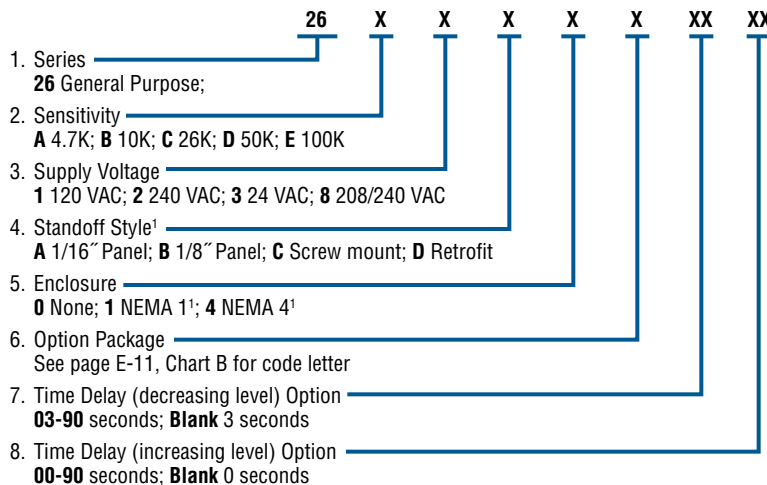 26 X X X X X XX XX
1. Series
26 General Purpose;
2. Sensitivity
A 4.7K; B 10K; C 26K; D 50K; E 100K
3. Supply Voltage
1 120 VAC; 2 240 VAC; 3 24 VAC; 8 208/240 VAC
4. Standoff Style¹
A 1/16˝ Panel; B 1/8˝ Panel; C Screw mount; D Retrofit
5. Enclosure
0 None; 1 NEMA 1¹; 4 NEMA 4¹
6. Option Package
See page E-11, Chart B for code letter
7. Time Delay (decreasing level) Option
03-90 seconds; Blank 3 seconds
8. Time Delay (increasing level) Option
00-90 seconds; Blank 0 seconds